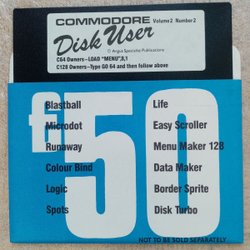 COMMODORE
Volume 2 Number 2
Disk User
© Argus Specialist Publications
C64 Owners-LOAD "MENU",8,1
C128 Owners-Type GO 64 and then follow above
£50
Blastball
Microdot
Runaway
Colour Bind
Logic
Spots
Life
Easy Scroller
Menu Maker 128
Data Maker
Border Sprite
Disk Turbo
NOT TO BE SOLD SEPARATELY